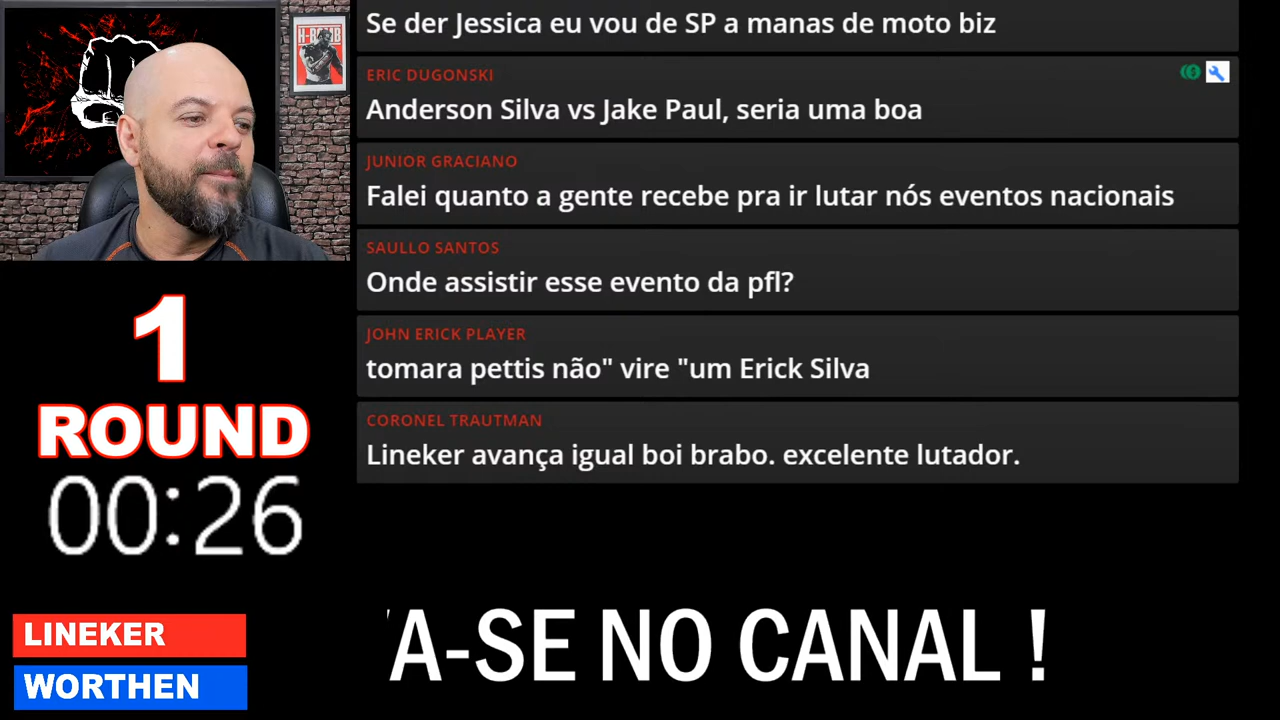 Se der Jessica eu vou de SP a manas de moto biz
ERIC DUGONSKI
Anderson Silva vs Jake Paul, seria uma boa
JUNIOR GRACIANO
Falei quanto a gente recebe pra ir lutar nós eventos nacionais
SAULLO SANTOS
Onde assistir esse evento da pfl?
JOHN ERICK PLAYER
tomara pettis não" vire "um Erick Silva
CORONEL TRAUTMAN
Lineker avança igual boi brabo. excelente lutador.
1
ROUND
00:26
LINEKER
WORTHEN
A-SE NO CANAL !